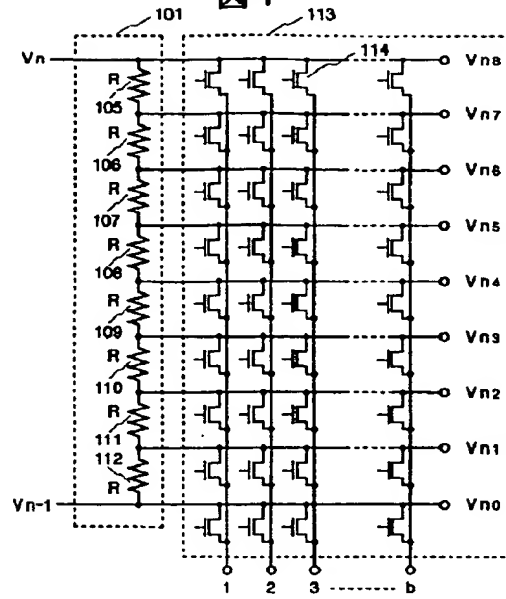 図 1
101
113
Vn
114
Vn8
R
105
Vn7
R
106
Vn6
R
107
Vn5
R
108
Vn4
R
109
Vn3
R
110
Vn2
R
111
Vn1
112
R
Vn-1
Vn0
1 2 3 -------- b